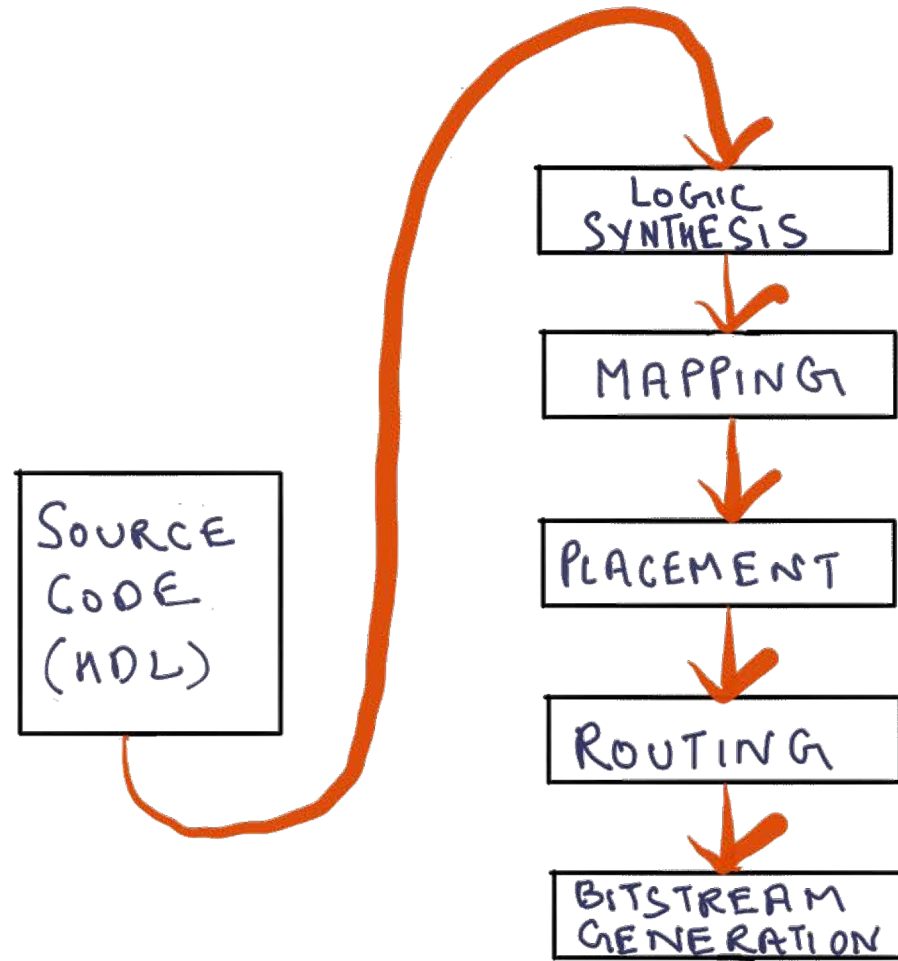 SOURCE
CODE
(HDL)
LOGIC
SYNTHESIS
MAPPING
PLACEMENT
ROUTING
BITSTREAM
GENERATION